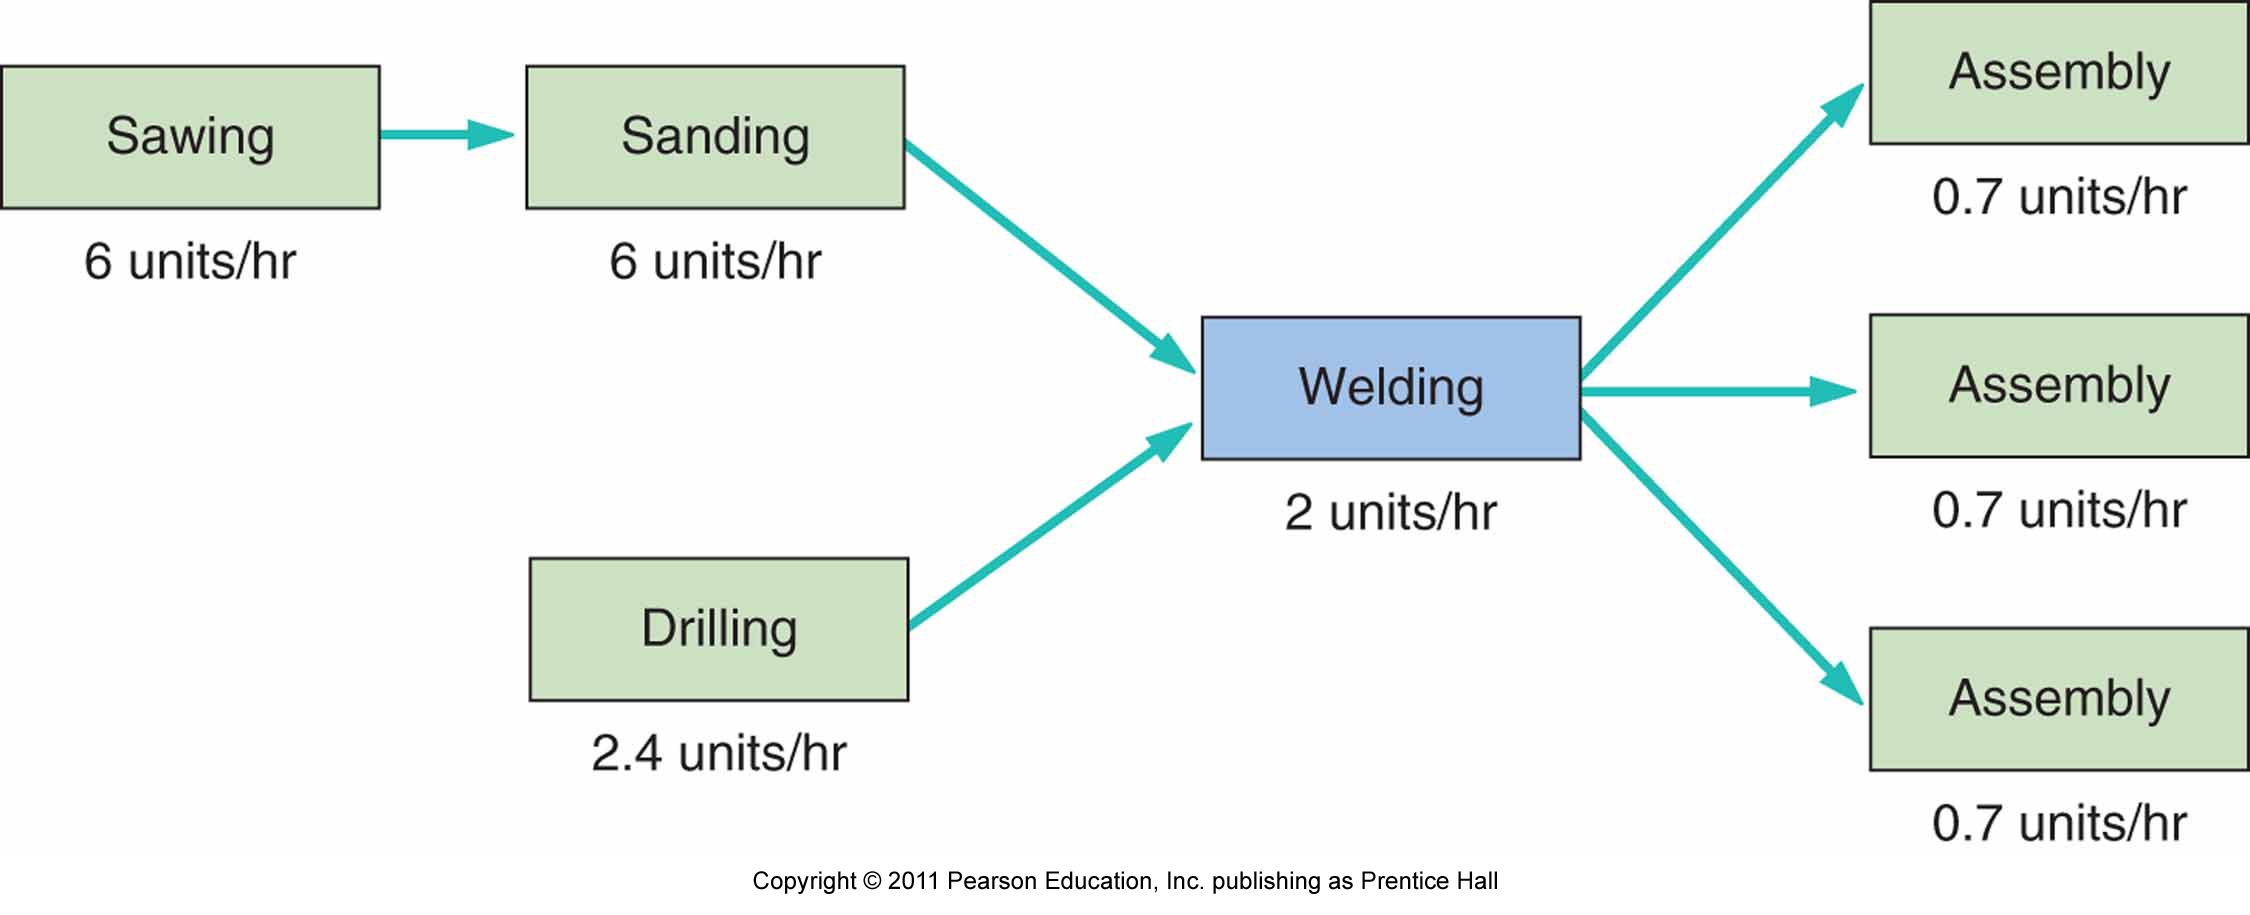 Sawing
6 units/hr
Sanding
6 units/hr
Drilling
2.4 units/hr
Welding
2 units/hr
Assembly
0.7 units/hr
Assembly
0.7 units/hr
Assembly
0.7 units/hr
Copyright © 2011 Pearson Education, Inc. publishing as Prentice Hall